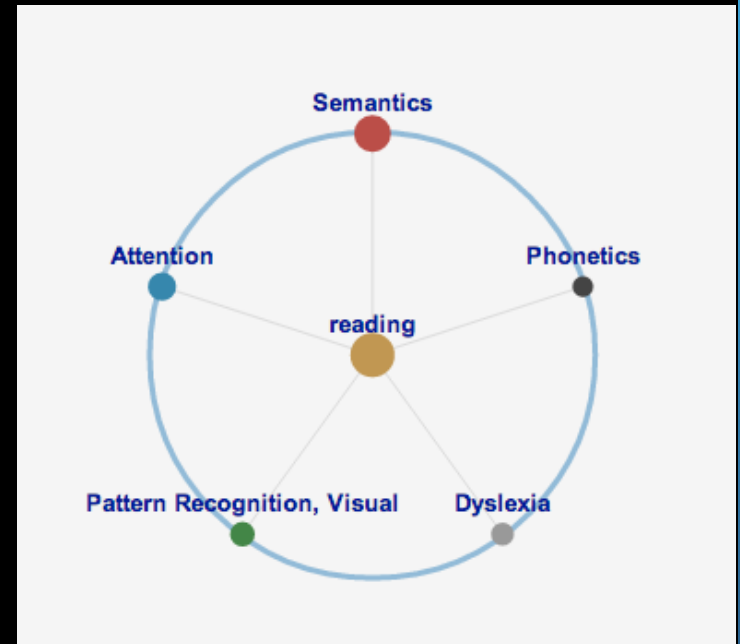 Semantics
Attention
Phonetics
reading
Pattern Recognition, Visual
Dyslexia